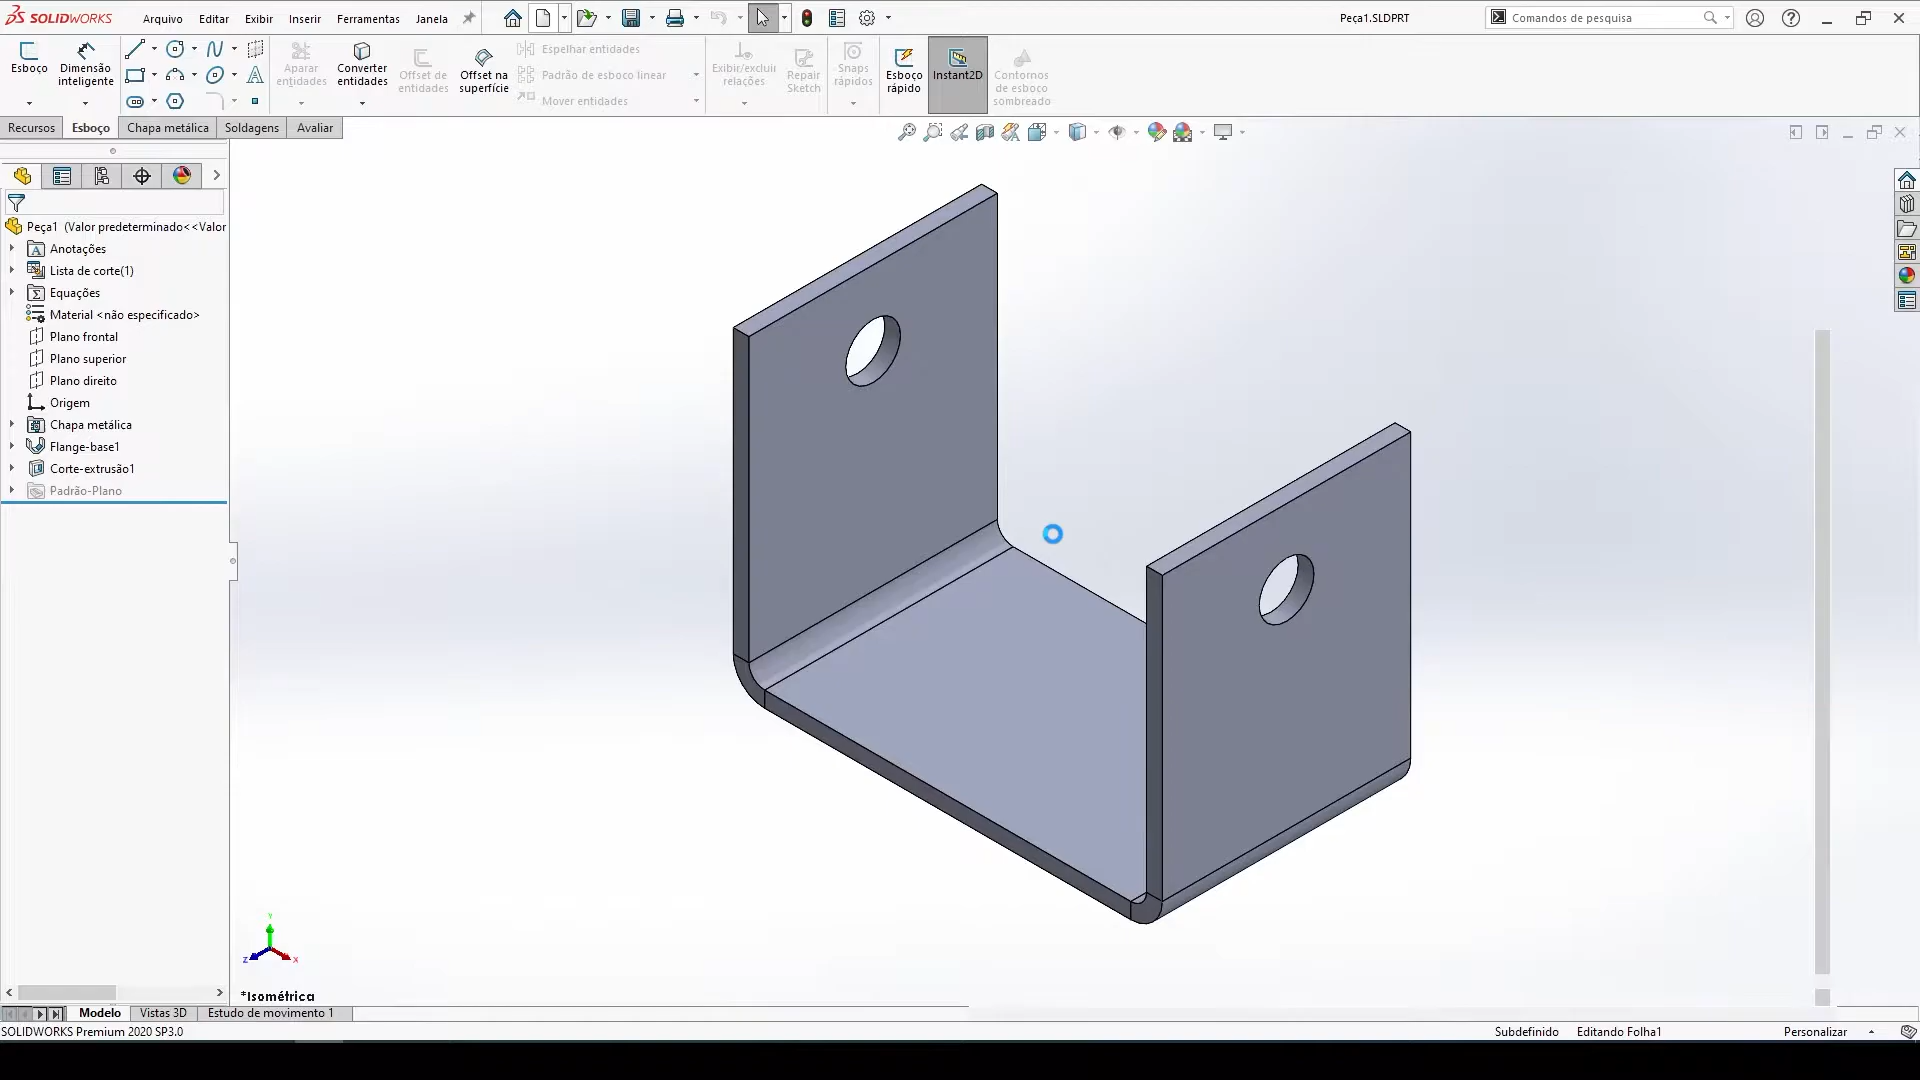 SOLIDWORKS Arquivo Editar Exibir Inserir Ferramentas Janela Peça1.SLDPRT Comandos de pesquisa
Esboço
Dimensão
inteligente
Aparar
entidades
Converter
entidades
Offset de
entidades
Offset na
superfície
Espelhar entidades
Padrão de esboco linear
Mover entidades
Exibir/excluir
relações
Repair
Sketch
Snaps
rápidos
Esboço
rápido
Instant2D
Contornos
de esboco
sombreado
Recursos Esboço Chapa metálica Soldagens Avaliar
Peça1 (Valor predeterminado<<Valor
Anotações
Lista de corte(1)
Equações
Material <não especificado>
Plano frontal
Plano superior
Plano direito
Origem
Chapa metálica
Flange-base1
Corte-extrusão1
Padrão-Plano
Y
Z X
*Isométrica
Modelo Vistas 3D Estudo de movimento 1
SOLIDWORKS Premium 2020 SP3.0 Subdefinido Editando Folha1 Personalizar